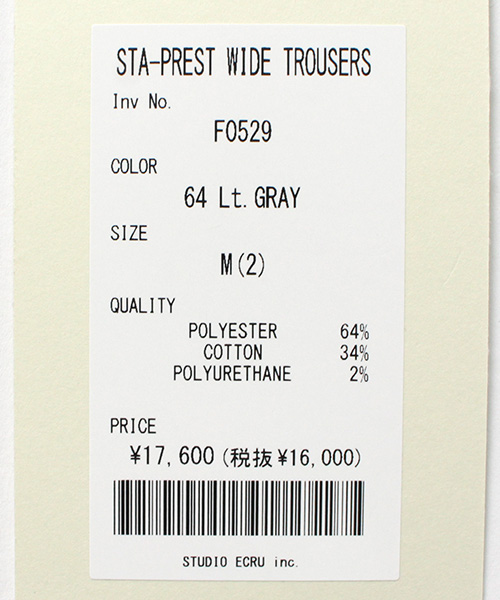 STA-PREST WIDE TROUSERS
Inv No.
F0529
COLOR
64 Lt.GRAY
SIZE
M(2)
QUALITY
POLYESTER 64%
COTTON 34%
POLYURETHANE 2%
PRICE
¥17,600(税抜¥16,000)
STUDIO ECRU inc.